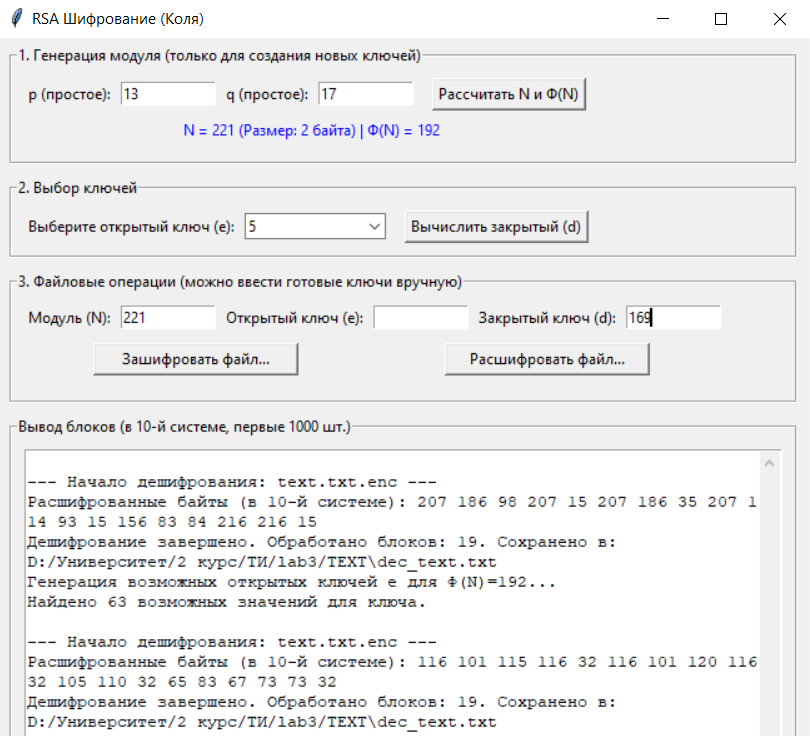 RSA Шифрование (Коля)
1. Генерация модуля (только для создания новых ключей)
p (простое): 13 q (простое): 17 Рассчитать N и Φ(N)
N = 221 (Размер: 2 байта) | Φ(N) = 192
2. Выбор ключей
Выберите открытый ключ (e): 5 Вычислить закрытый (d)
3. Файловые операции (можно ввести готовые ключи вручную)
Модуль (N): 221 Открытый ключ (e): Закрытый ключ (d): 169
Зашифровать файл... Расшифровать файл...
Вывод блоков (в 10-й системе, первые 1000 шт.)
--- Начало дешифрования: text.txt.enc ---
Расшифрованные байты (в 10-й системе): 207 186 98 207 15 207 186 35 207 1
14 93 15 156 83 84 216 216 15
Дешифрование завершено. Обработано блоков: 19. Сохранено в:
D:/Университет/2 курс/ТИ/lab3/TEXT\dec_text.txt
Генерация возможных открытых ключей e для Φ(N)=192...
Найдено 63 возможных значений для ключа.
--- Начало дешифрования: text.txt.enc ---
Расшифрованные байты (в 10-й системе): 116 101 115 116 32 116 101 120 116
32 105 110 32 65 83 67 73 73 32
Дешифрование завершено. Обработано блоков: 19. Сохранено в:
D:/Университет/2 курс/ТИ/lab3/TEXT\dec_text.txt